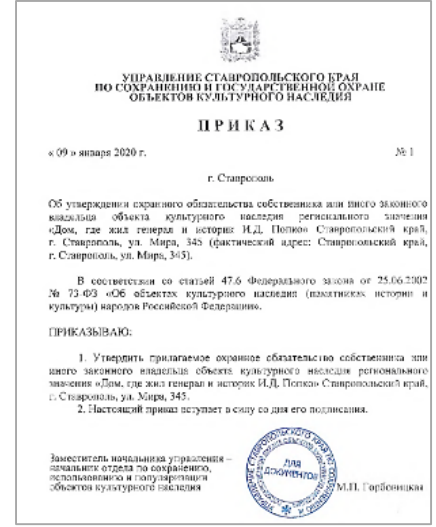 УПРАВЛЕНИЕ СТАВРОПОЛЬСКОГО КРАЯ
ПО СОХРАНЕНИЮ И ГОСУДАРСТВЕННОЙ ОХРАНЕ
ОБЪЕКТОВ КУЛЬТУРНОГО НАСЛЕДИЯ
ПРИКАЗ
« 09 » января 2020 г. № 1
г. Ставрополь
Об утверждении охранного обязательства собственника или иного законного
владельца объекта культурного наследия регионального значения
«Дом, где жил генерал и историк И.Д. Попко» Ставропольский край,
г. Ставрополь, ул. Мира, 345 (фактический адрес: Ставропольский край,
г. Ставрополь, ул. Мира, 345).
В соответствии со статьей 47.6 Федерального закона от 25.06.2002
№ 73-ФЗ «Об объектах культурного наследия (памятниках истории и
культуры) народов Российской Федерации».
ПРИКАЗЫВАЮ:
1. Утвердить прилагаемое охранное обязательство собственника или
иного законного владельца объекта культурного наследия регионального
значения «Дом, где жил генерал и историк И.Д. Попко» Ставропольский край,
г. Ставрополь, ул. Мира, 345.
2. Настоящий приказ вступает в силу со дня его подписания.
Заместитель начальника управления –
начальник отдела по сохранению,
использованию и популяризации
объектов культурного наследия М.П. Горбовицкая
ДЛЯ
ДОКУМЕНТОВ